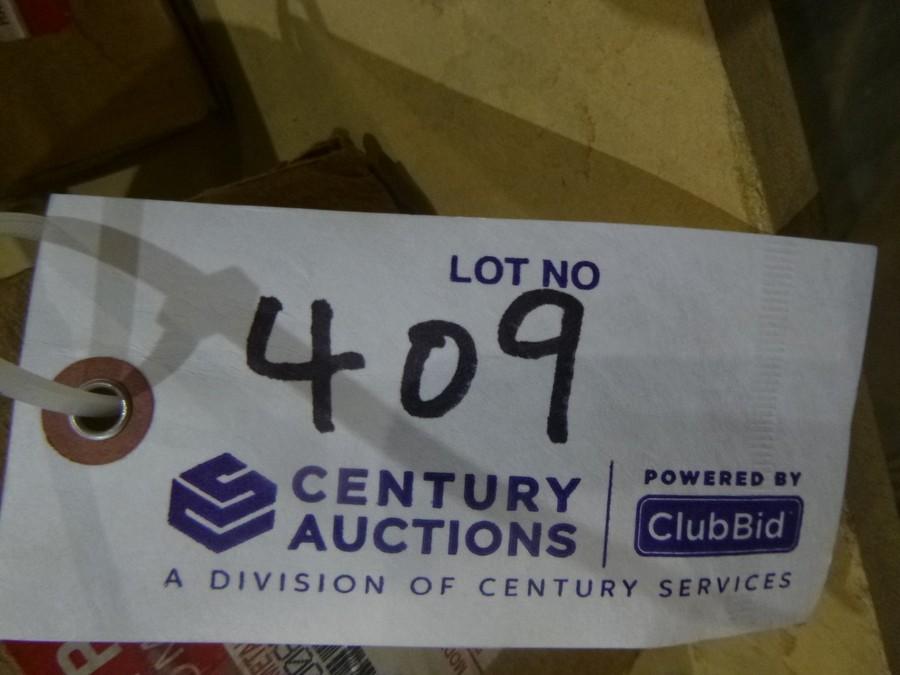 LOT NO
409
CENTURY
AUCTIONS
POWERED BY
ClubBid
A DIVISION OF CENTURY SERVICES